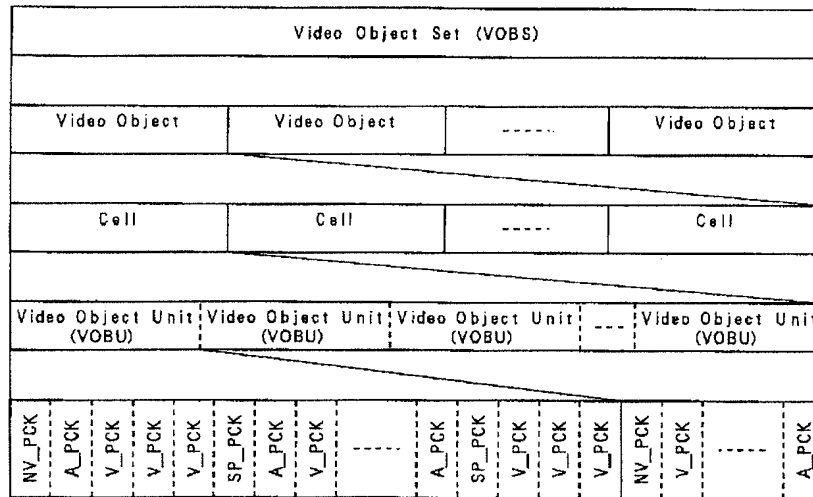 Video Object Set (VOBS)
Video Object Video Object ----- Video Object
Cell Cell ----- Cell
Video Object Unit Video Object Unit Video Object Unit ---- Video Object Unit
(VOBU) (VOBU) (VOBU) (VOBU)
NV_PCK A_PCK V_PCK V_PCK V_PCK SP_PCK A_PCK V_PCK ----- A_PCK SP_PCK V_PCK V_PCK V_PCK NV_PCK V_PCK ----- A_PCK